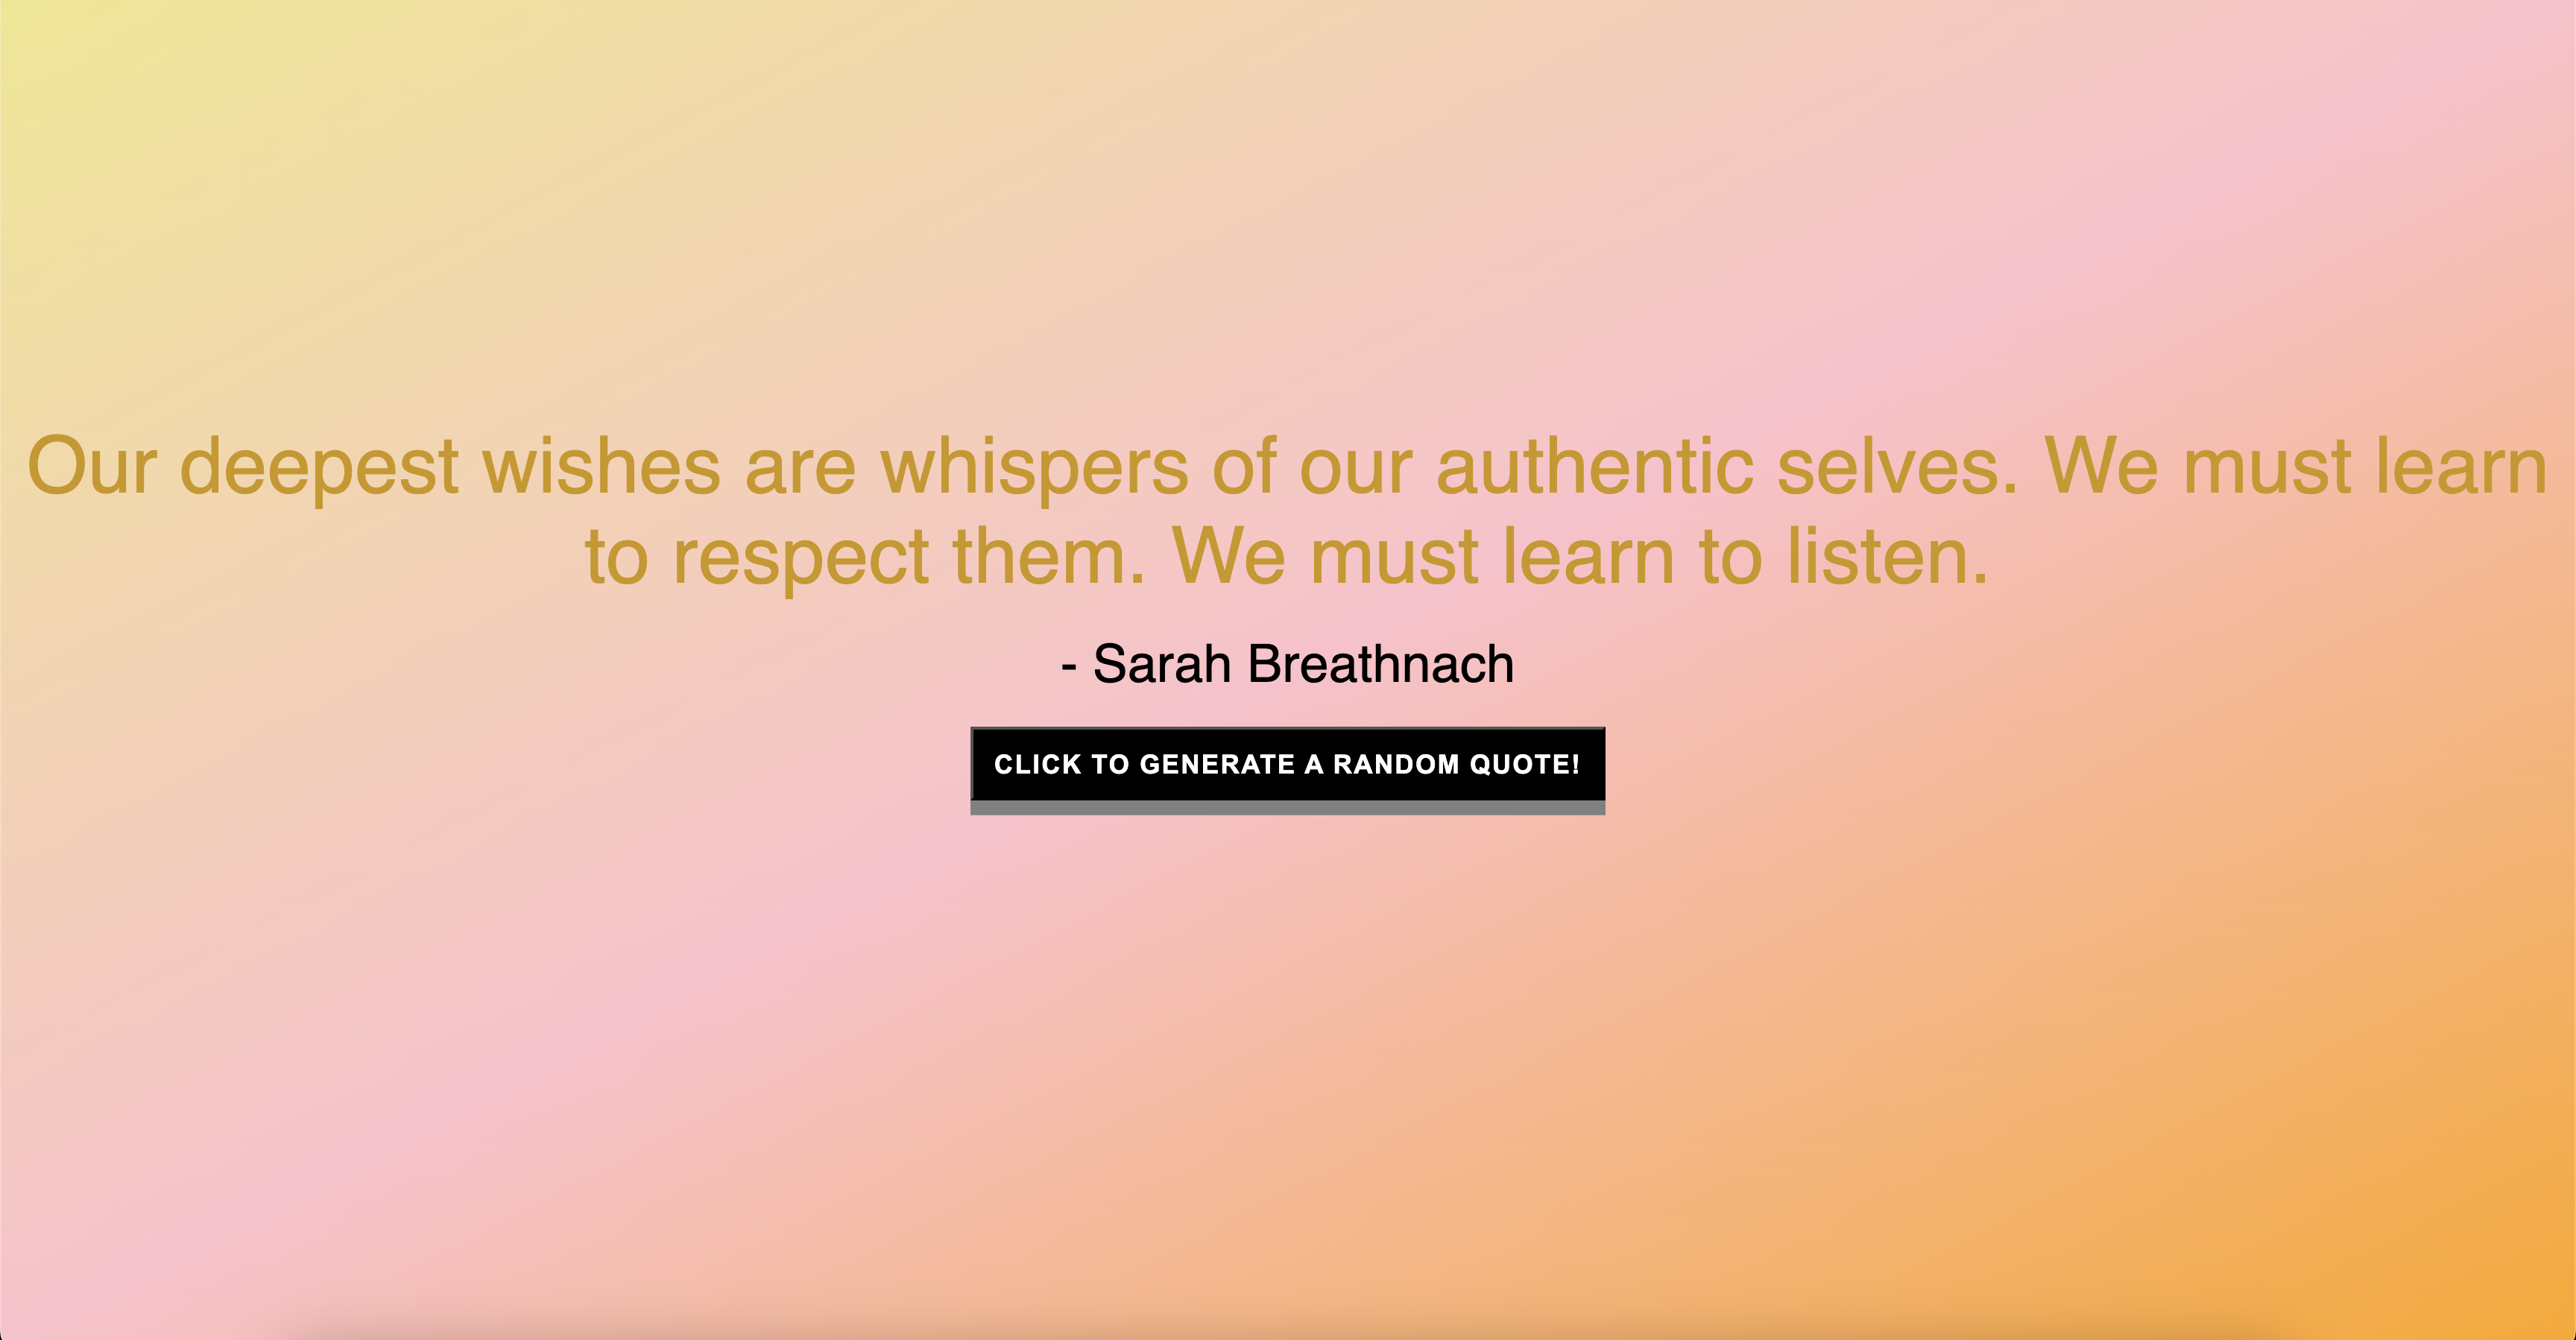 Our deepest wishes are whispers of our authentic selves. We must learn
to respect them. We must learn to listen.
- Sarah Breathnach
CLICK TO GENERATE A RANDOM QUOTE!